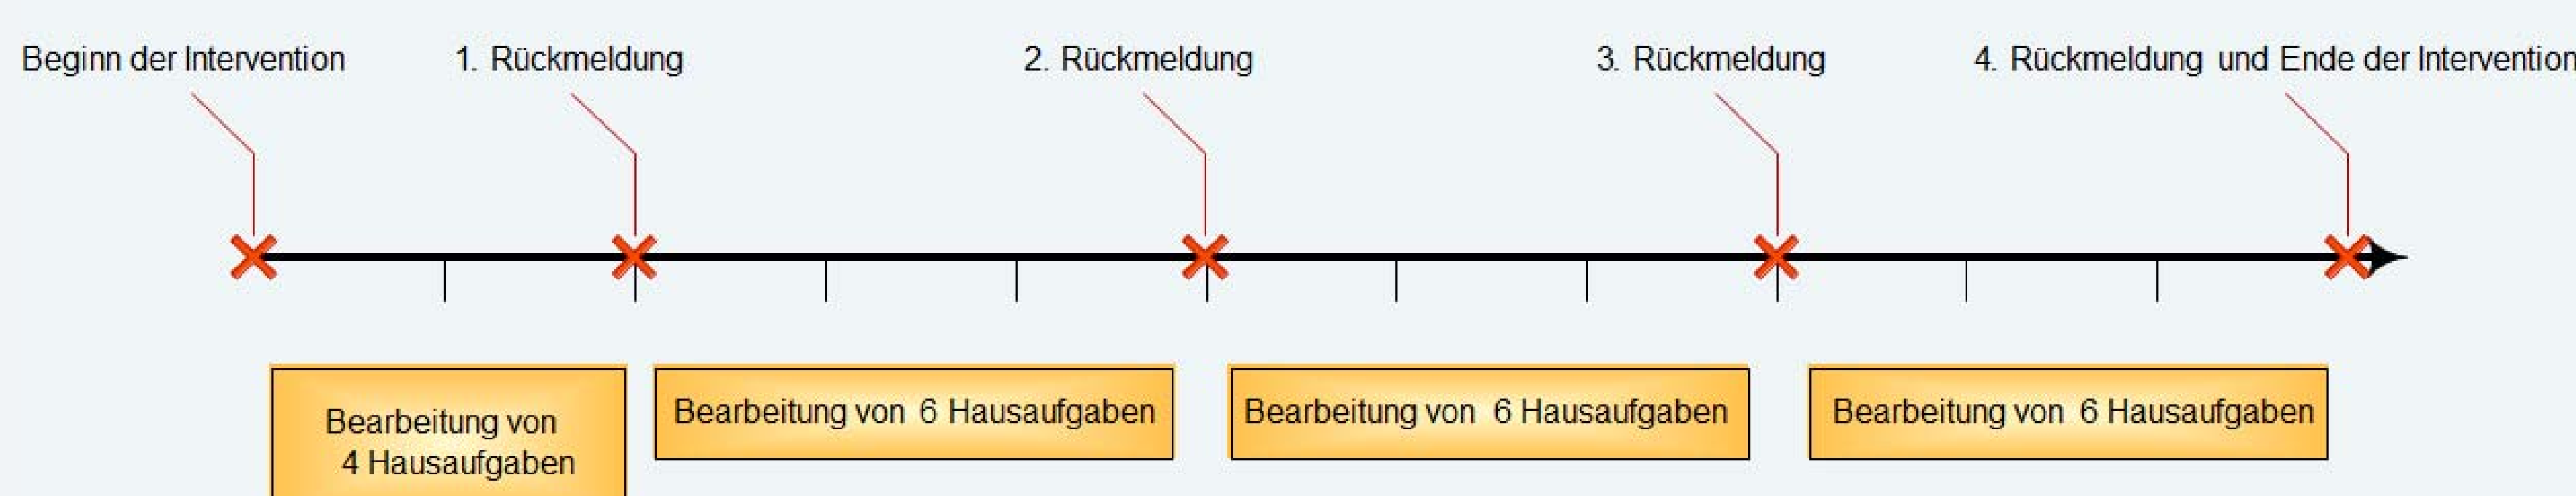 Beginn der Intervention
1. Rückmeldung
2. Rückmeldung
3. Rückmeldung
4. Rückmeldung und Ende der Intervention
Bearbeitung von
4 Hausaufgaben
Bearbeitung von 6 Hausaufgaben
Bearbeitung von 6 Hausaufgaben
Bearbeitung von 6 Hausaufgaben